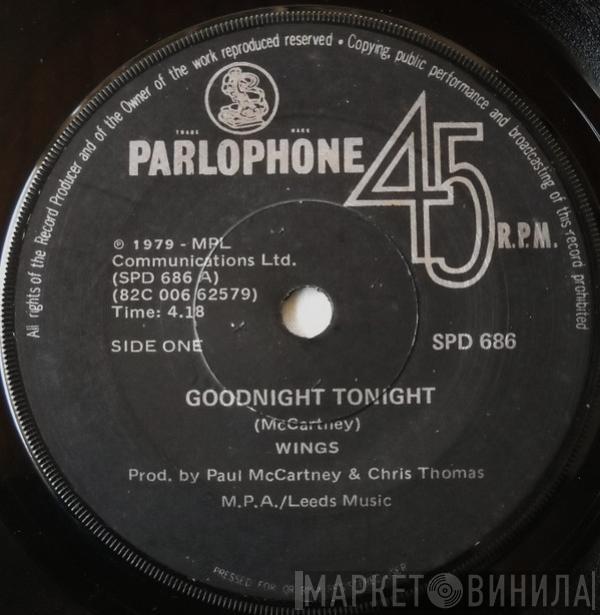 All rights of the Record Producer and of the Owner of the work reproduced reserved • Copying, public performance and broadcasting of this record prohibited
TRADE MARK
PARLOPHONE
45
R.P.M.
℗ 1979 - MPL
Communications Ltd.
(SPD 686 A)
(82C 006 62579)
Time: 4.18
SIDE ONE
SPD 686
GOODNIGHT TONIGHT
(McCartney)
WINGS
Prod. by Paul McCartney & Chris Thomas
M.P.A./Leeds Music
PRESSED FOR OR
МАРКЕТ ВИНИЛА